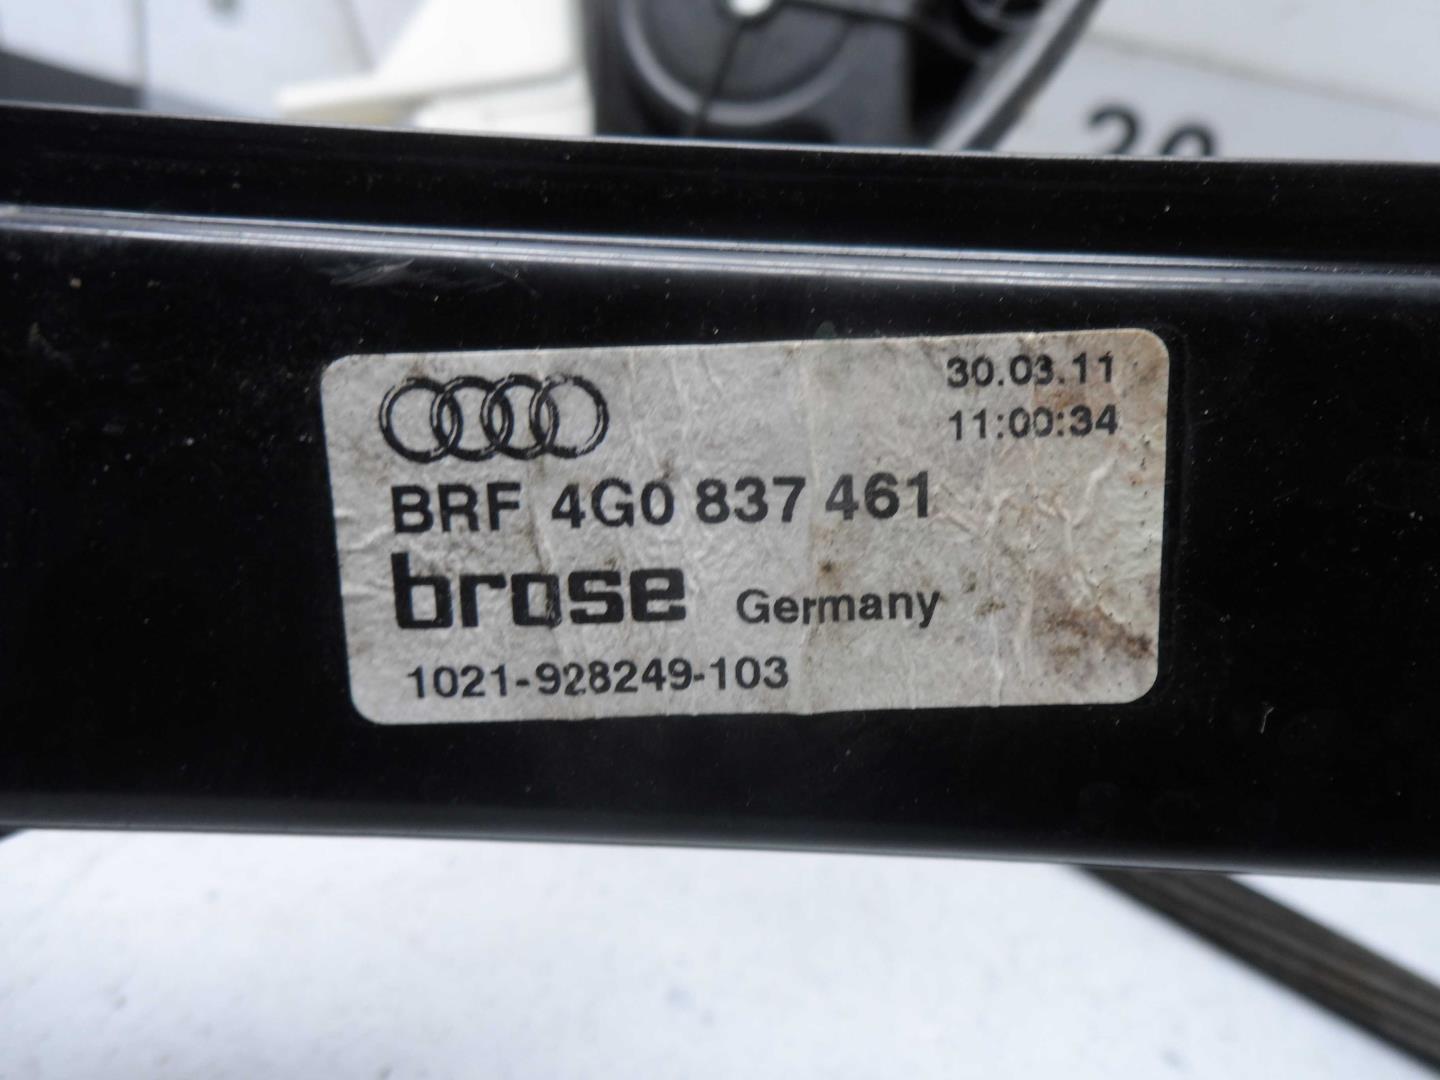 30.03.11
11:00:34
BRF 4G0 837 461
brose Germany
1021-928249-103